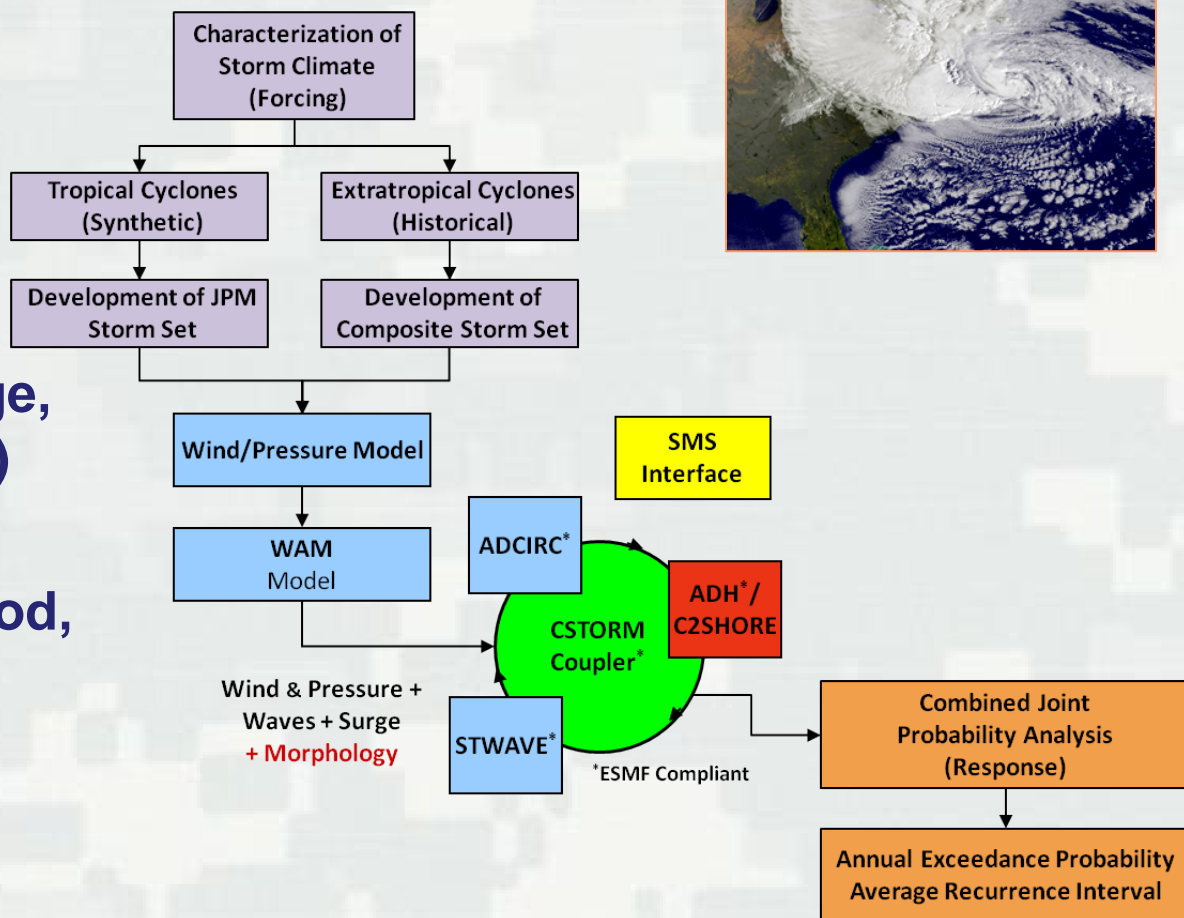 Characterization of
Storm Climate
(Forcing)
Tropical Cyclones
(Synthetic)
Extratropical Cyclones
(Historical)
Development of JPM
Storm Set
Development of
Composite Storm Set
ge,
)
Wind/Pressure Model
SMS
Interface
WAM
Model
ADCIRC*
ADH*/
C2SHORE
od,
CSTORM
Coupler*
Wind & Pressure +
Waves + Surge
+ Morphology
STWAVE*
*ESMF Compliant
Combined Joint
Probability Analysis
(Response)
Annual Exceedance Probability
Average Recurrence Interval